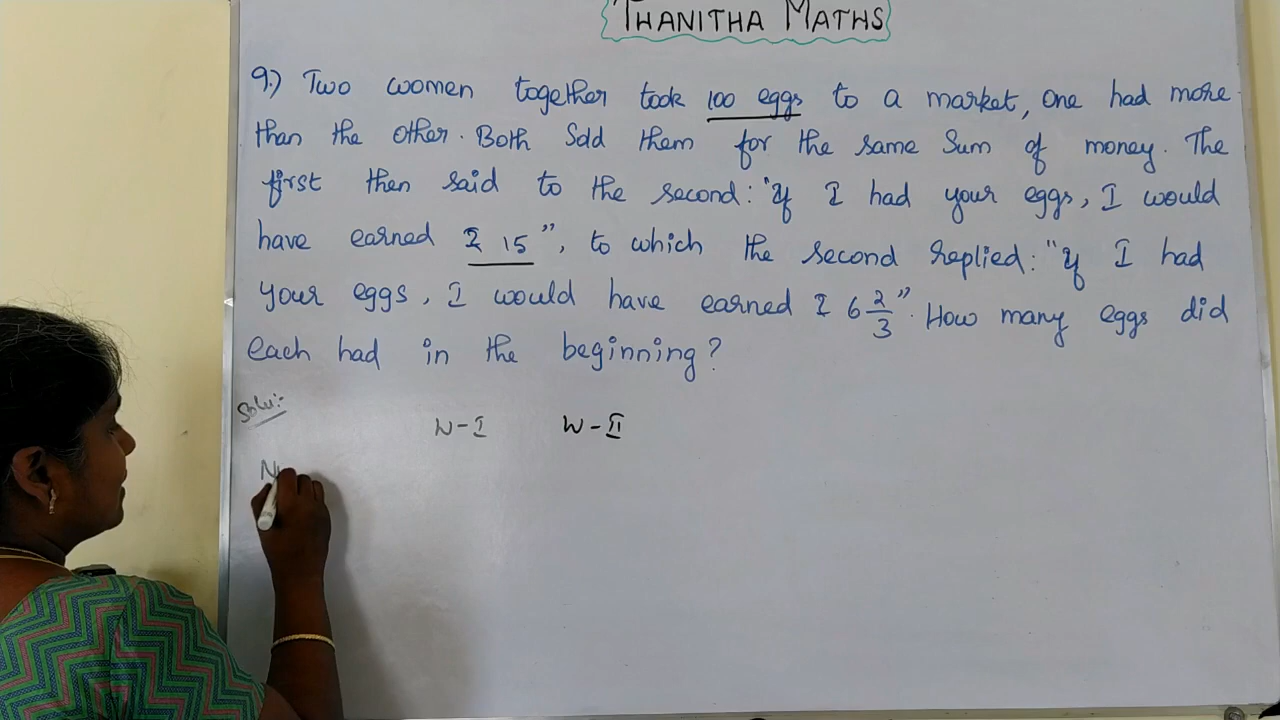 THANITHA MATHS
9.) Two women together took 100 eggs to a market, one had more
than the other. Both Sold them for the same Sum of money. The
first then said to the second: "If I had your eggs, I would
have earned ₹ 15", to which the second replied: "If I had
your eggs, I would have earned ₹ 6 2/3". How many eggs did
each had in the beginning?
Solu:-
W-I W-II
N